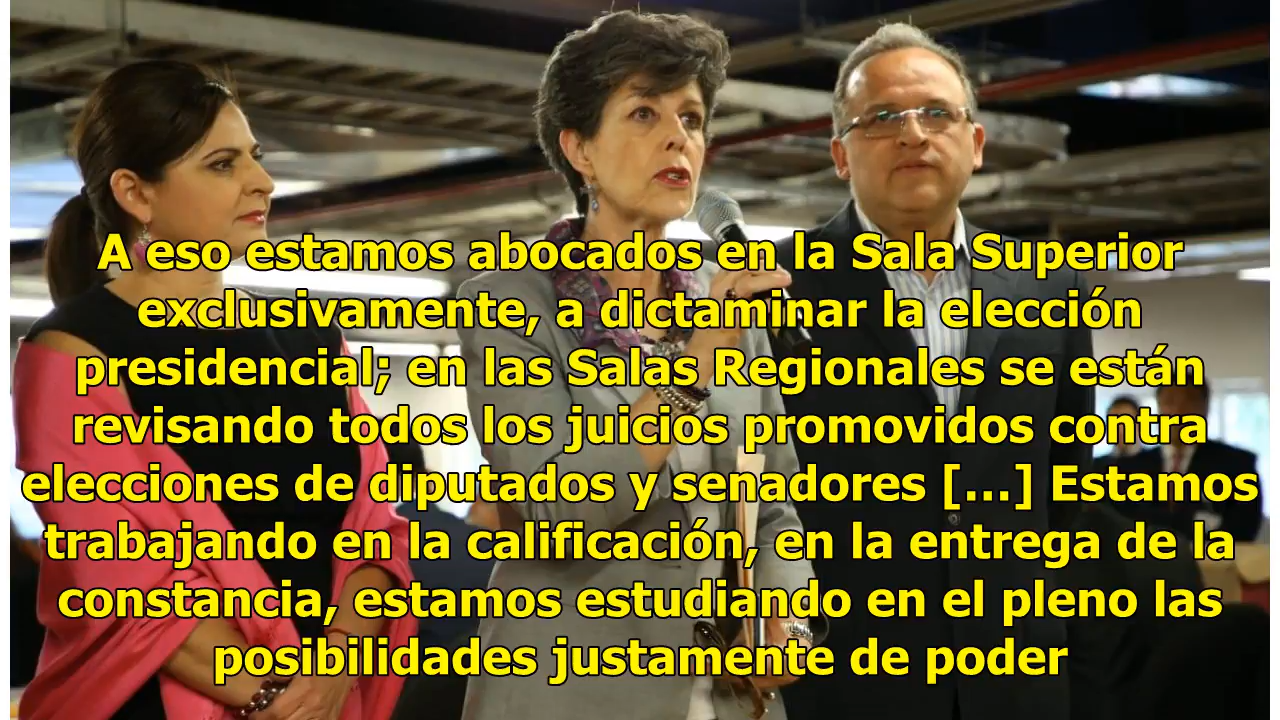 A eso estamos abocados en la Sala Superior
exclusivamente, a dictaminar la elección
presidencial; en las Salas Regionales se están
revisando todos los juicios promovidos contra
elecciones de diputados y senadores [...] Estamos
trabajando en la calificación, en la entrega de la
constancia, estamos estudiando en el pleno las
posibilidades justamente de poder